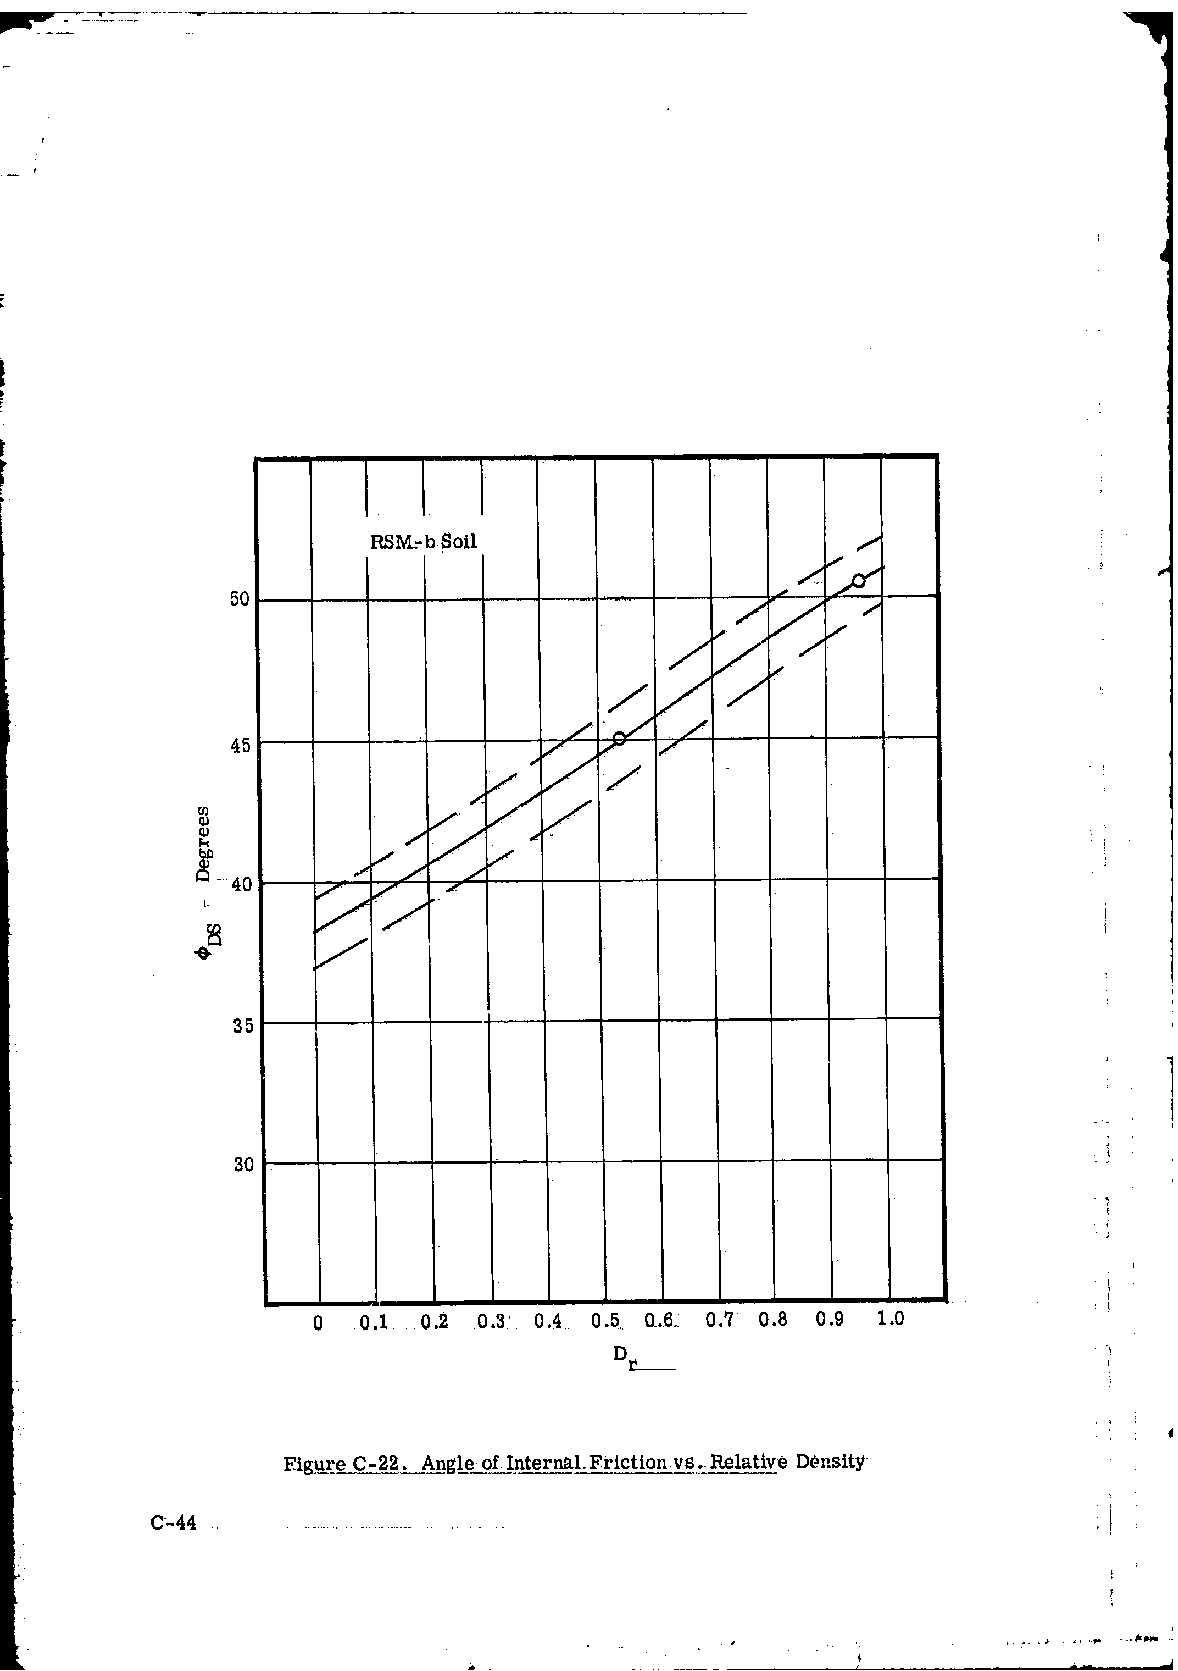 RSM-b Soil
50
45
40
35
30
ϕDS - Degrees
0 0.1 0.2 0.3 0.4 0.5 0.6 0.7 0.8 0.9 1.0
Dr
Figure C-22. Angle of Internal Friction vs. Relative Density
C-44